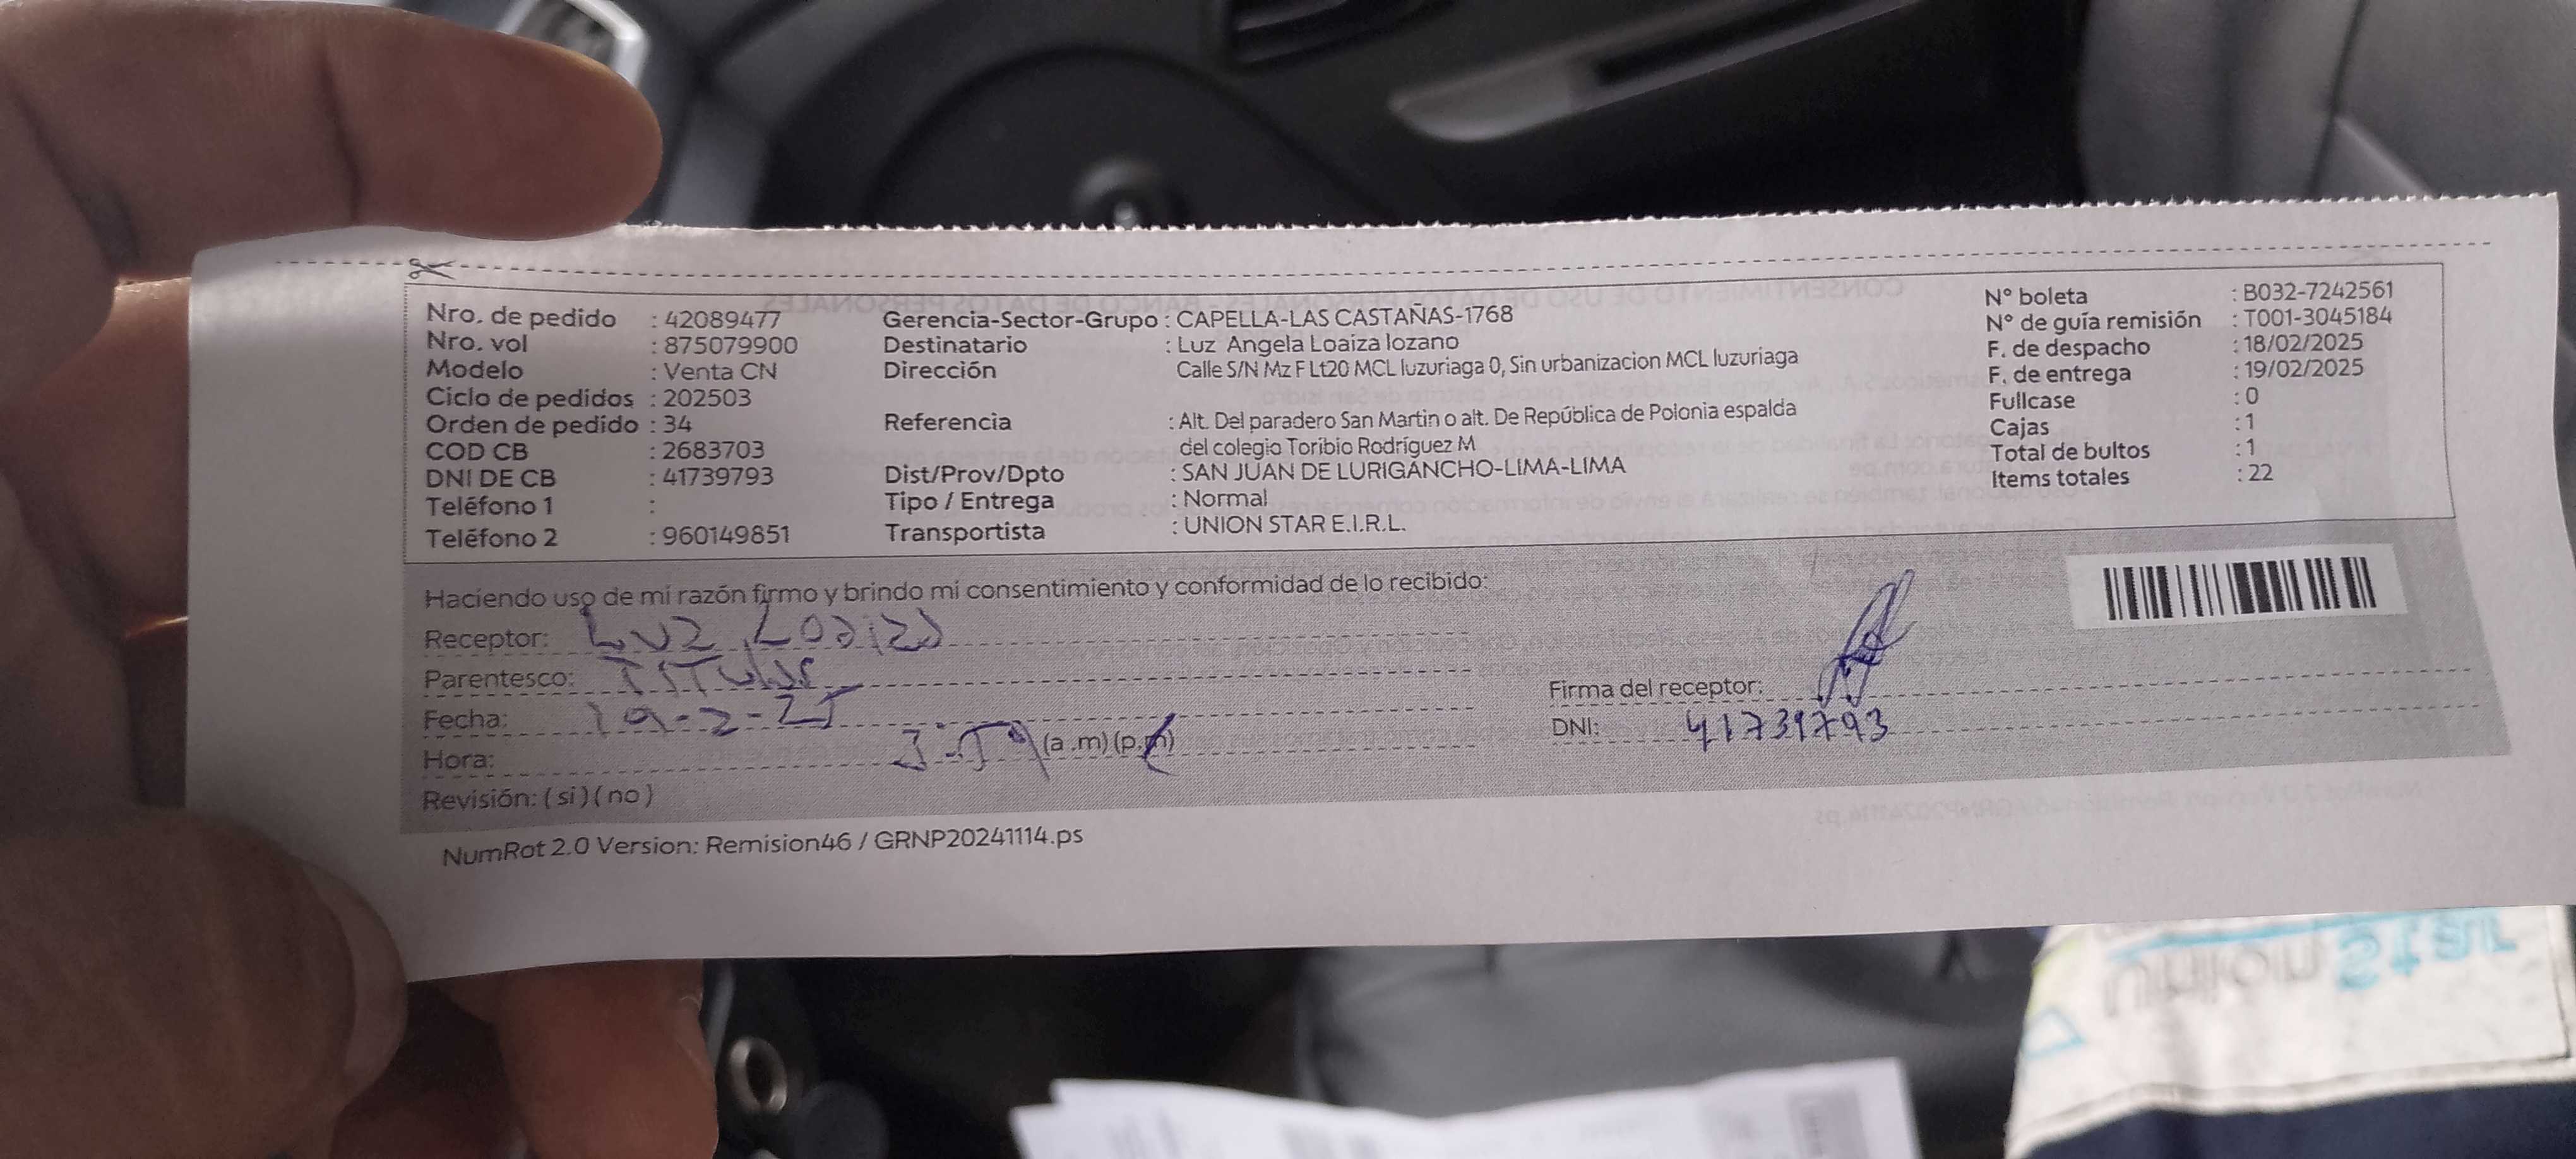 Nro. de pedido : 42089477
Nro. vol : 875079900
Modelo : Venta CN
Ciclo de pedidos : 202503
Orden de pedido : 34
COD CB : 2683703
DNI DE CB : 41739793
Teléfono 1 :
Teléfono 2 : 960149851
Gerencia-Sector-Grupo : CAPELLA-LAS CASTAÑAS-1768
Destinatario : Luz Angela Loaiza lozano
Dirección Calle S/N Mz F Lt20 MCL luzuriaga 0, Sin urbanizacion MCL luzuriaga
Referencia : Alt. Del paradero San Martin o alt. De República de Polonia espalda
del colegio Toribio Rodríguez M
Dist/Prov/Dpto : SAN JUAN DE LURIGANCHO-LIMA-LIMA
Tipo / Entrega : Normal
Transportista : UNION STAR E.I.R.L.
N° boleta : B032-7242561
N° de guía remisión : T001-3045184
F. de despacho : 18/02/2025
F. de entrega : 19/02/2025
Fullcase : 0
Cajas : 1
Total de bultos : 1
Items totales : 22
Haciendo uso de mi razón firmo y brindo mi consentimiento y conformidad de lo recibido:
Receptor: Luz Loaiza
Parentesco: TiTular
Fecha: 19-2-25
Hora: (a .m) (p.m)
Revisión: ( si ) ( no )
Firma del receptor:
DNI: 41739793
NumRot 2.0 Version: Remision46 / GRNP20241114.ps
Union Star